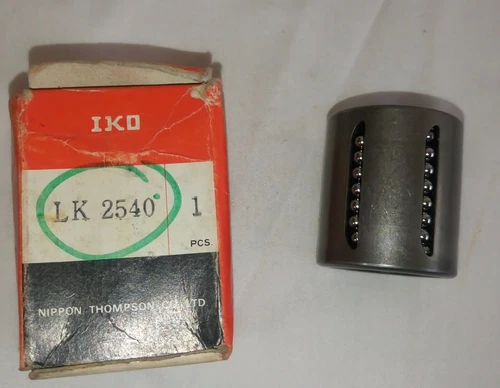 IKO
LK 2540 1
PCS.
NIPPON THOMPSON CO., LTD.